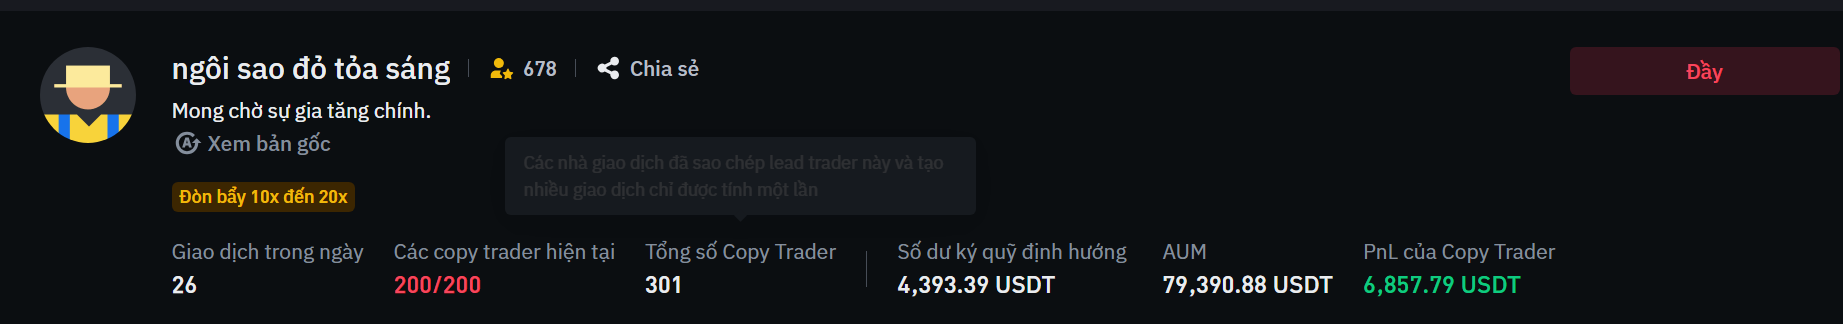 ngôi sao đỏ tỏa sáng 678 Chia sẻ
Đầy
Mong chờ sự gia tăng chính.
Xem bản gốc
Các nhà giao dịch đã sao chép lead trader này và tạo
nhiều giao dịch chỉ được tính một lần
Đòn bẩy 10x đến 20x
Giao dịch trong ngày Các copy trader hiện tại Tổng số Copy Trader Số dư ký quỹ định hướng AUM PnL của Copy Trader
26 200/200 301 4,393.39 USDT 79,390.88 USDT 6,857.79 USDT